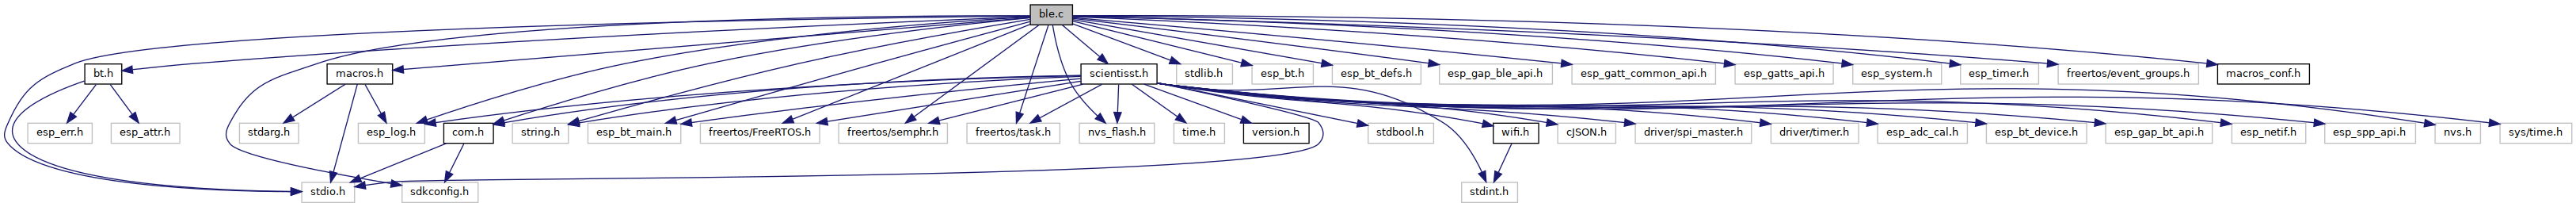 ble.c
bt.h
macros.h
scientisst.h
stdlib.h
esp_bt.h
esp_bt_defs.h
esp_gap_ble_api.h
esp_gatt_common_api.h
esp_gatts_api.h
esp_system.h
esp_timer.h
freertos/event_groups.h
macros_conf.h
esp_err.h
esp_attr.h
stdarg.h
esp_log.h
com.h
string.h
esp_bt_main.h
freertos/FreeRTOS.h
freertos/semphr.h
freertos/task.h
nvs_flash.h
time.h
version.h
stdbool.h
wifi.h
cJSON.h
driver/spi_master.h
driver/timer.h
esp_adc_cal.h
esp_bt_device.h
esp_gap_bt_api.h
esp_netif.h
esp_spp_api.h
nvs.h
sys/time.h
stdio.h
sdkconfig.h
stdint.h